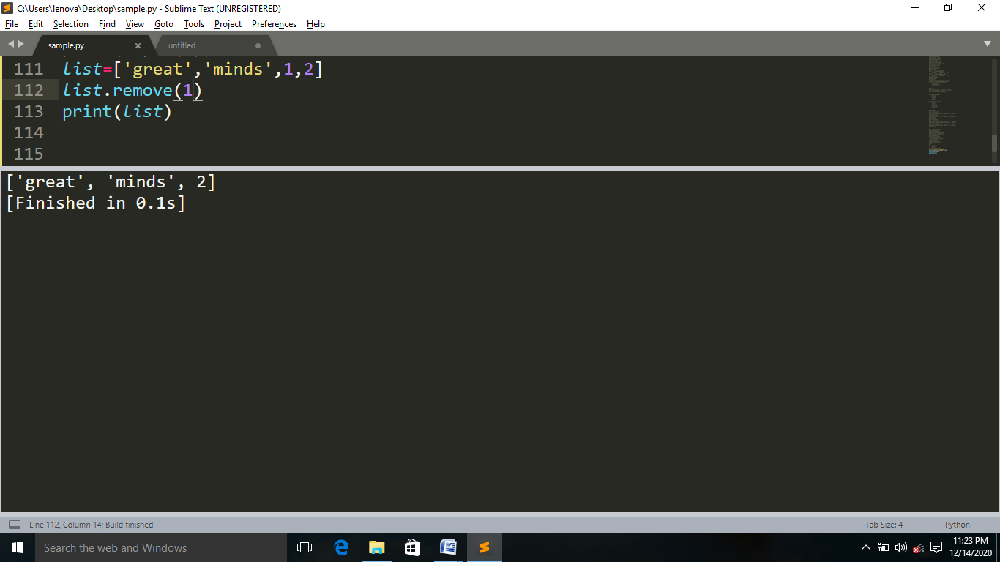 C:\Users\lenova\Desktop\sample.py - Sublime Text (UNREGISTERED)
File Edit Selection Find View Goto Tools Project Preferences Help
sample.py untitled
111 list=['great','minds',1,2]
112 list.remove(1)
113 print(list)
114
115
['great', 'minds', 2]
[Finished in 0.1s]
Line 112, Column 14; Build finished Tab Size: 4 Python
Search the web and Windows
11:23 PM
12/14/2020